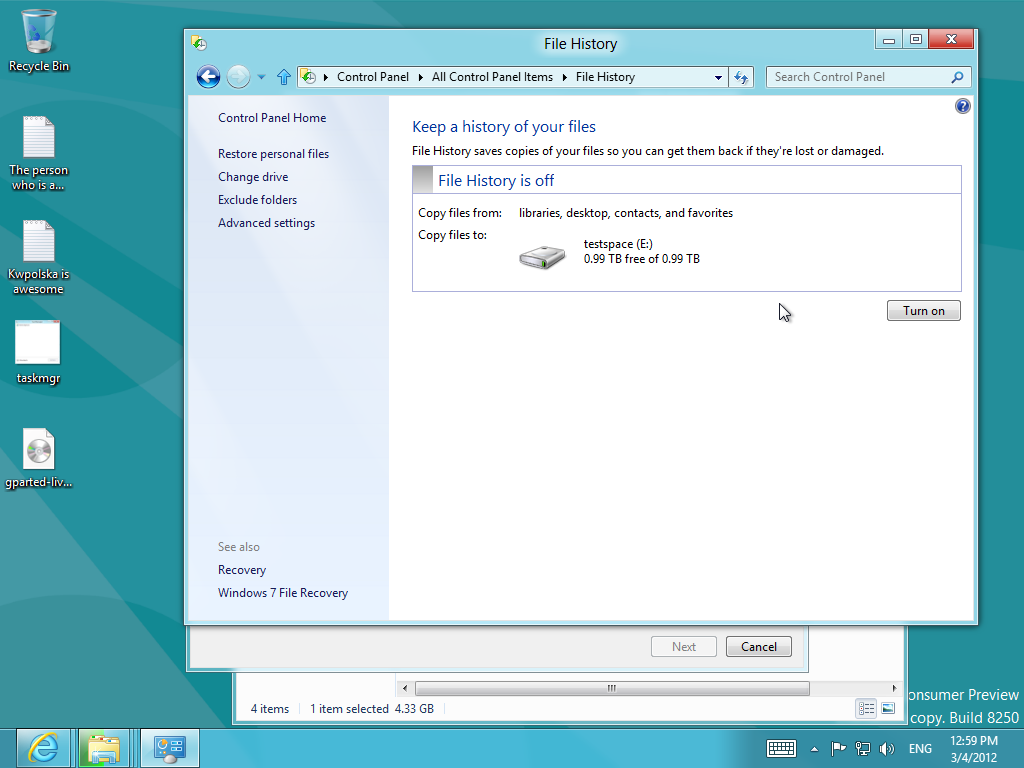 Recycle Bin
The person
who is a...
Kwpolska is
awesome
taskmgr
gparted-liv...
File History
Control Panel
All Control Panel Items
File History
Search Control Panel
Control Panel Home
Restore personal files
Change drive
Exclude folders
Advanced settings
See also
Recovery
Windows 7 File Recovery
Keep a history of your files
File History saves copies of your files so you can get them back if they're lost or damaged.
File History is off
Copy files from: libraries, desktop, contacts, and favorites
Copy files to:
testspace (E:)
0.99 TB free of 0.99 TB
Turn on
Next
Cancel
4 items
1 item selected 4.33 GB
onsumer Preview
copy. Build 8250
ENG
12:59 PM
3/4/2012